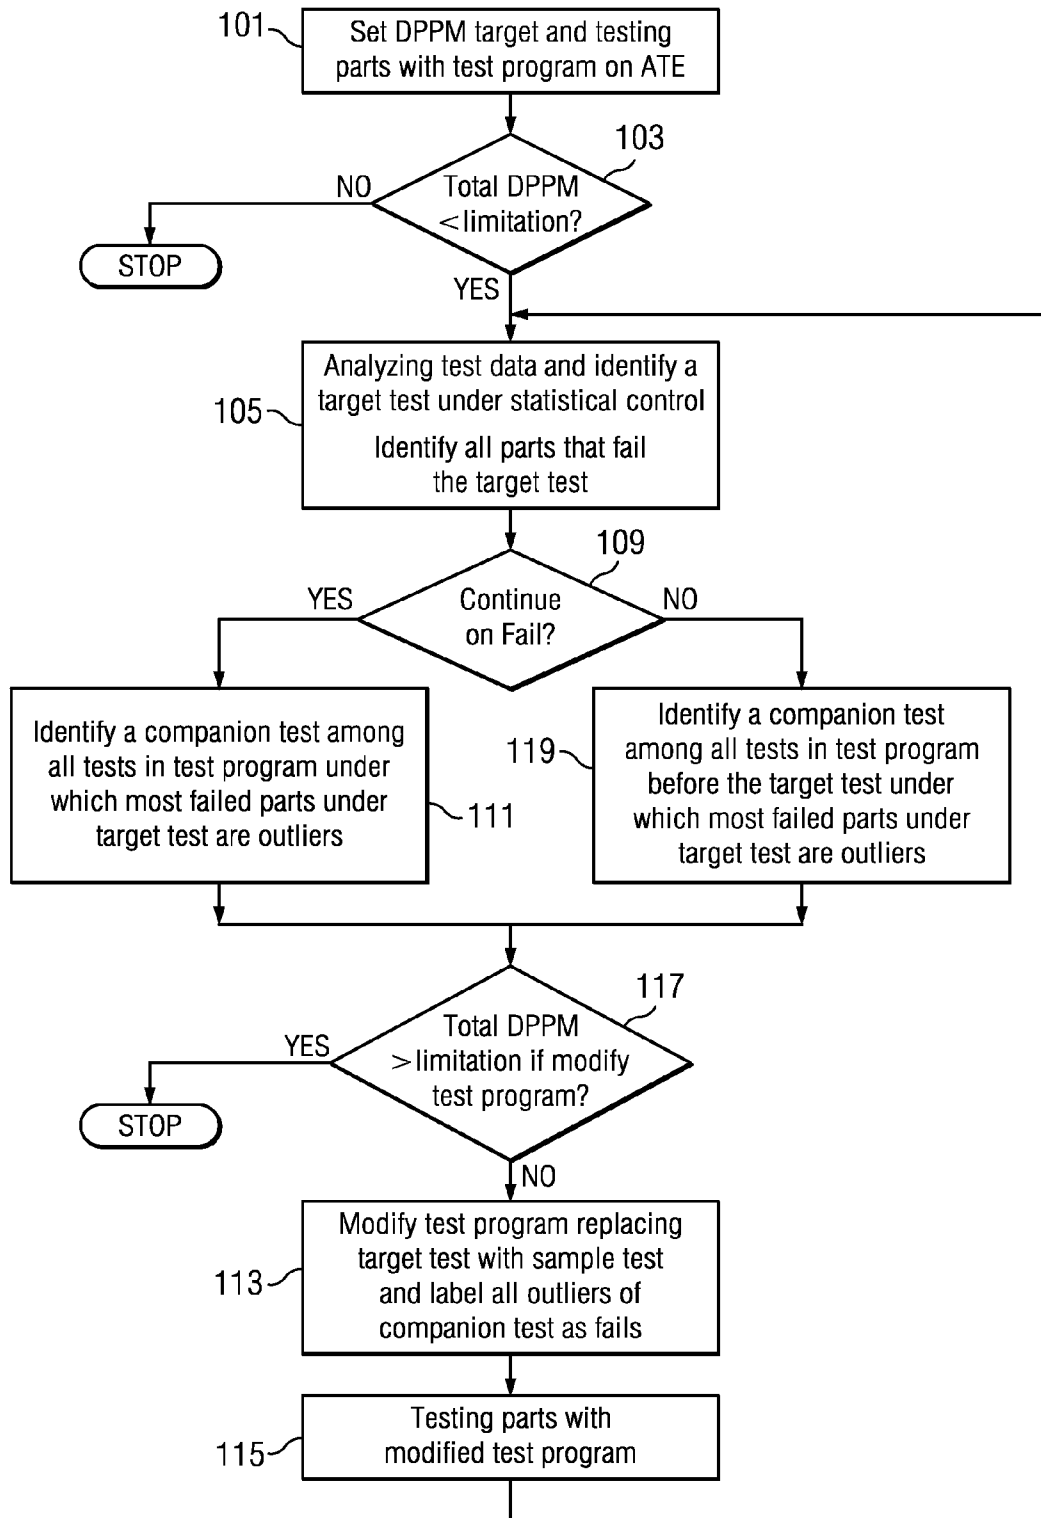 101
Set DPPM target and testing
parts with test program on ATE
103
Total DPPM
<limitation?
NO
STOP
YES
105
Analyzing test data and identify a
target test under statistical control
Identify all parts that fail
the target test
109
Continue
on Fail?
YES
NO
Identify a companion test among
all tests in test program under
which most failed parts under
target test are outliers
111
119
Identify a companion test
among all tests in test program
before the target test under
which most failed parts under
target test are outliers
117
Total DPPM
>limitation if modify
test program?
YES
STOP
NO
113
Modify test program replacing
target test with sample test
and label all outliers of
companion test as fails
115
Testing parts with
modified test program